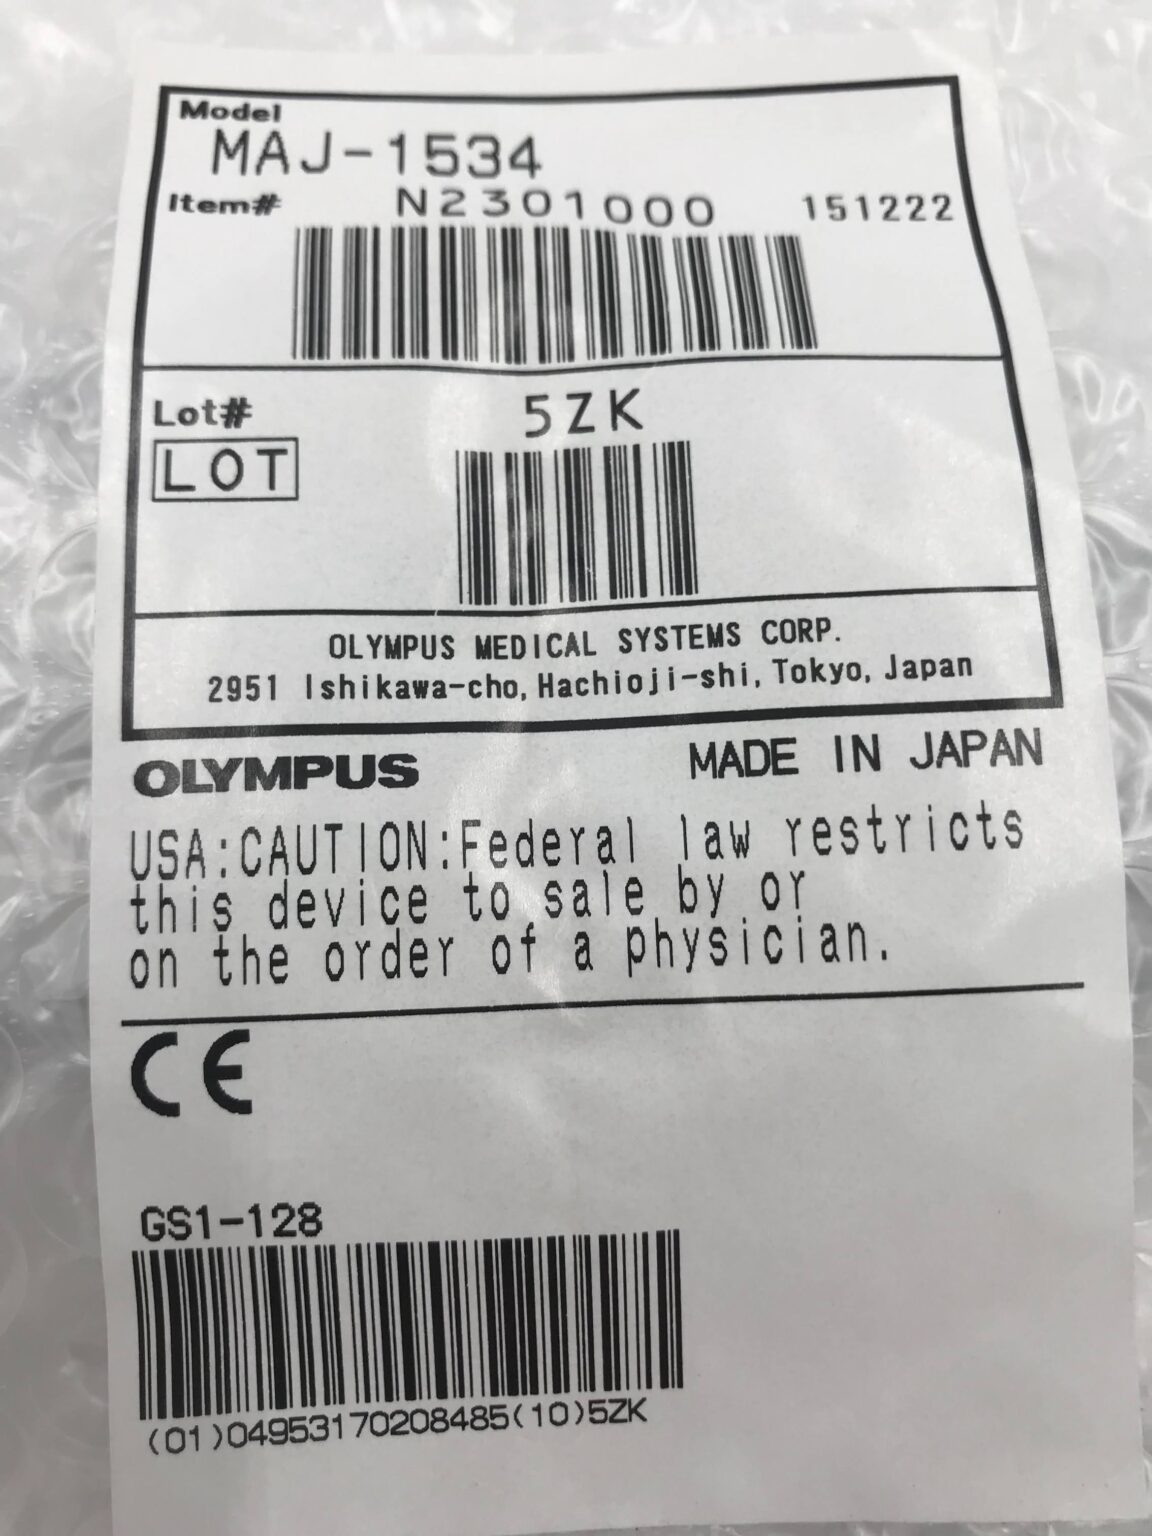 Model
MAJ-1534
Item# N2301000 151222
Lot# 5ZK
LOT
OLYMPUS MEDICAL SYSTEMS CORP.
2951 Ishikawa-cho, Hachioji-shi, Tokyo, Japan
OLYMPUS MADE IN JAPAN
USA:CAUTION:Federal law restricts
this device to sale by or
on the order of a physician.
CE
GS1-128
(01)04953170208485(10)5ZK